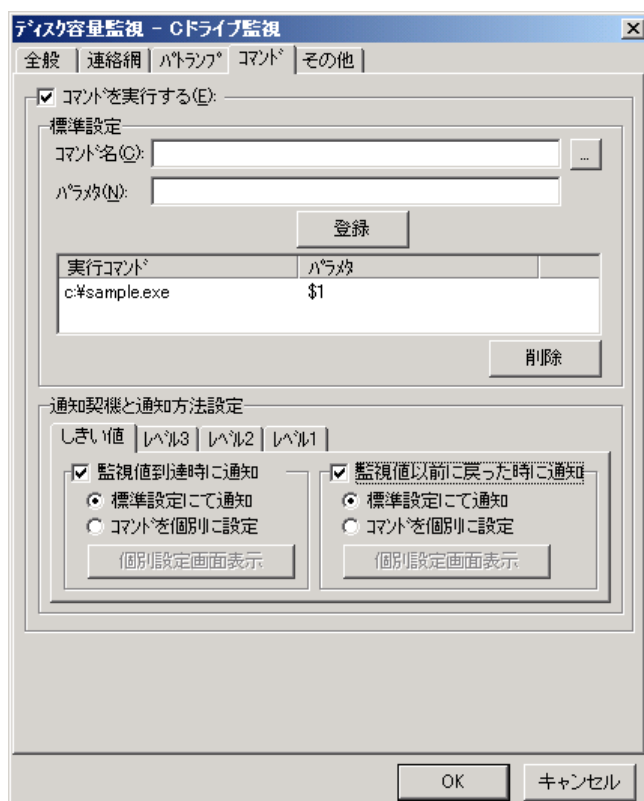 ﾃﾞｨｽｸ容量監視 － Cドライブ監視
全般 連絡網 ﾊﾟﾄﾗﾝﾌﾟ ｺﾏﾝﾄﾞ その他
ｺﾏﾝﾄﾞを実行する(E):
標準設定
ｺﾏﾝﾄﾞ名(C):
...
ﾊﾟﾗﾒﾀ(N):
登録
実行ｺﾏﾝﾄﾞ ﾊﾟﾗﾒﾀ
c:¥sample.exe $1
削除
通知契機と通知方法設定
しきい値 ﾚﾍﾞﾙ3 ﾚﾍﾞﾙ2 ﾚﾍﾞﾙ1
監視値到達時に通知
標準設定にて通知
ｺﾏﾝﾄﾞを個別に設定
個別設定画面表示
監視値以前に戻った時に通知
標準設定にて通知
ｺﾏﾝﾄﾞを個別に設定
個別設定画面表示
OK キャンセル